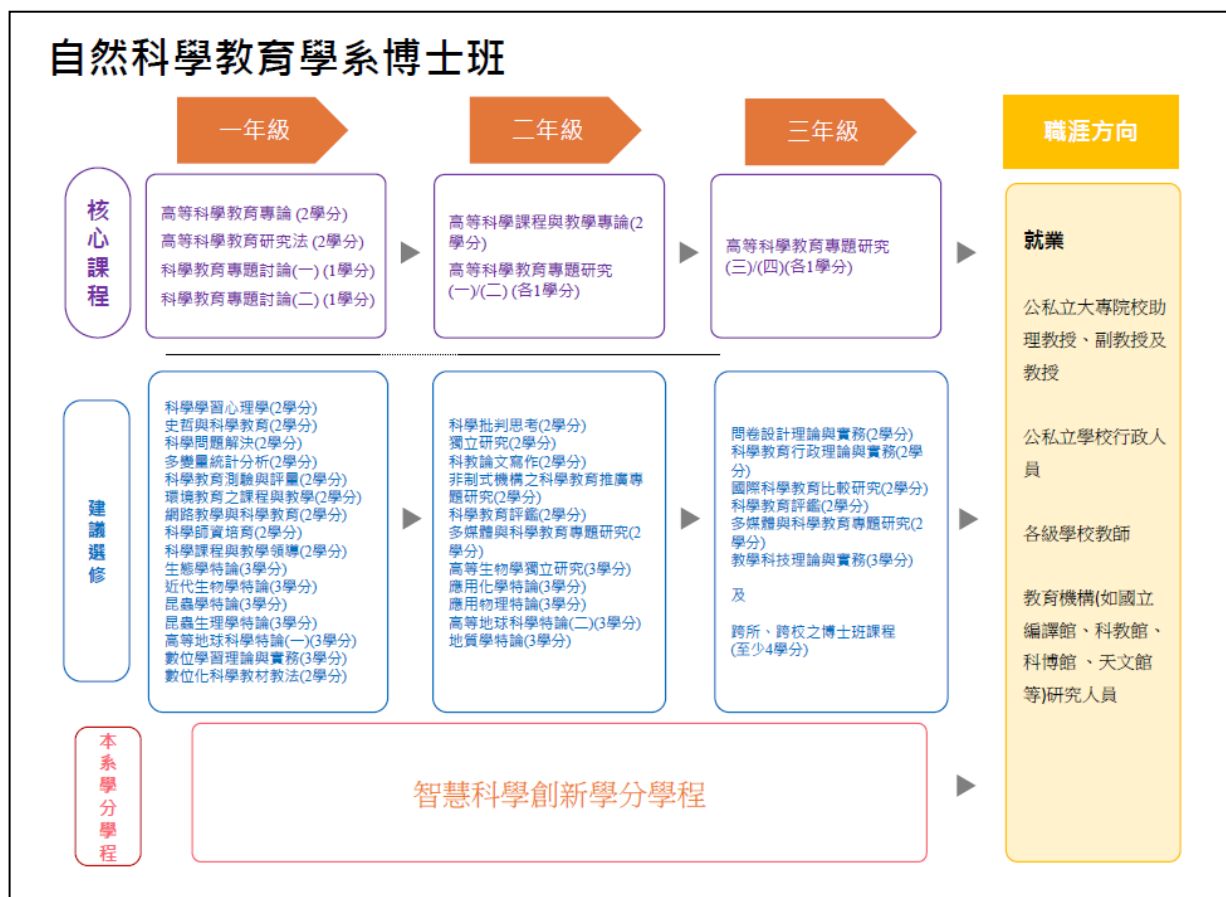 自然科學教育學系博士班
一年級
二年級
三年級
職涯方向
核心課程
高等科學教育專論 (2學分)
高等科學教育研究法 (2學分)
科學教育專題討論(一) (1學分)
科學教育專題討論(二) (1學分)
高等科學課程與教學專論(2
學分)
高等科學教育專題研究
(一)/(二) (各1學分)
高等科學教育專題研究
(三)/(四)(各1學分)
建議選修
科學學習心理學(2學分)
史哲與科學教育(2學分)
科學問題解決(2學分)
多變量統計分析(2學分)
科學教育測驗與評量(2學分)
環境教育之課程與教學(2學分)
網路教學與科學教育(2學分)
科學師資培育(2學分)
科學課程與教學領導(2學分)
生態學特論(3學分)
近代生物學特論(3學分)
昆蟲學特論(3學分)
昆蟲生理學特論(3學分)
高等地球科學特論(一)(3學分)
數位學習理論與實務(3學分)
數位化科學教材教法(2學分)
科學批判思考(2學分)
獨立研究(2學分)
科教論文寫作(2學分)
非制式機構之科學教育推廣專
題研究(2學分)
科學教育評鑑(2學分)
多媒體與科學教育專題研究(2
學分)
高等生物學獨立研究(3學分)
應用化學特論(3學分)
應用物理特論(3學分)
高等地球科學特論(二)(3學分)
地質學特論(3學分)
問卷設計理論與實務(2學分)
科學教育行政理論與實務(2學
分)
國際科學教育比較研究(2學分)
科學教育評鑑(2學分)
多媒體與科學教育專題研究(2
學分)
教學科技理論與實務(3學分)
及
跨所、跨校之博士班課程
(至少4學分)
本系學分學程
智慧科學創新學分學程
就業
公私立大專院校助
理教授、副教授及
教授
公私立學校行政人
員
各級學校教師
教育機構(如國立
編譯館、科教館、
科博館 、天文館
等)研究人員